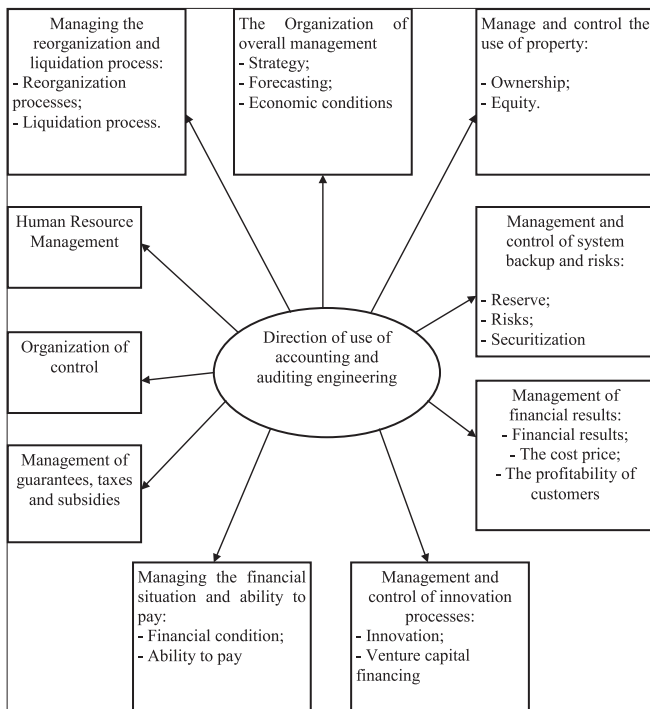 Managing the
reorganization and
liquidation process:
- Reorganization
processes;
- Liquidation process.
The Organization of
overall management
- Strategy;
- Forecasting;
- Economic conditions
Manage and control the
use of property:
- Ownership;
- Equity.
Human Resource
Management
Management and
control of system
backup and risks:
- Reserve;
- Risks;
- Securitization
Direction of use of
accounting and
auditing engineering
Organization of
control
Management of
financial results:
- Financial results;
- The cost price;
- The profitability of
customers
Management of
guarantees, taxes
and subsidies
Managing the financial
situation and ability to
pay:
- Financial condition;
- Ability to pay
Management and
control of innovation
processes:
- Innovation;
- Venture capital
financing